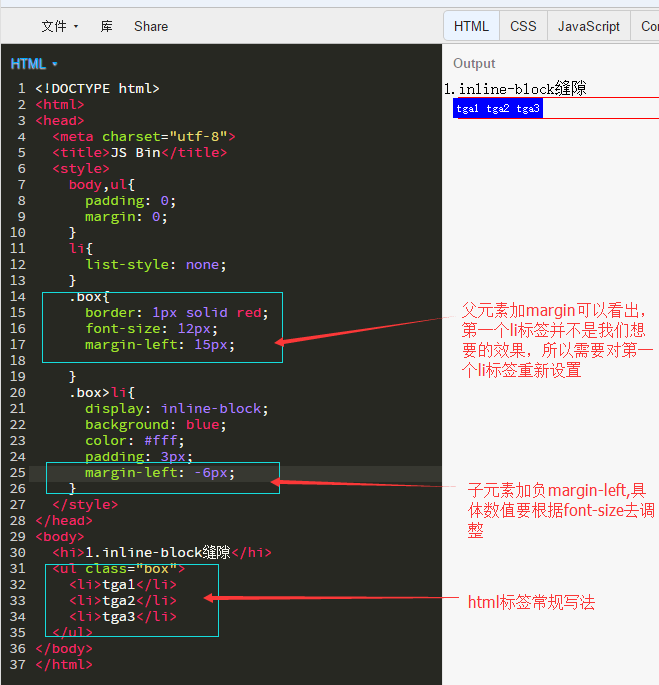 文件
库
Share
HTML
CSS
JavaScript
Con
HTML
Output
1 <!DOCTYPE html>
2 <html>
3 <head>
4   <meta charset="utf-8">
5   <title>JS Bin</title>
6   <style>
7     body,ul{
8       padding: 0;
9       margin: 0;
10     }
11     li{
12       list-style: none;
13     }
14     .box{
15       border: 1px solid red;
16       font-size: 12px;
17       margin-left: 15px;
18
19     }
20     .box>li{
21       display: inline-block;
22       background: blue;
23       color: #fff;
24       padding: 3px;
25       margin-left: -6px;
26     }
27   </style>
28 </head>
29 <body>
30   <hi>1.inline-block缝隙</hi>
31   <ul class="box">
32     <li>tga1</li>
33     <li>tga2</li>
34     <li>tga3</li>
35   </ul>
36 </body>
37 </html>
1.inline-block缝隙
tga1 tga2 tga3
父元素加margin可以看出，
第一个li标签并不是我们想
要的效果，所以需要对第一
个li标签重新设置
子元素加负margin-left,具
体数值要根据font-size去调
整
html标签常规写法